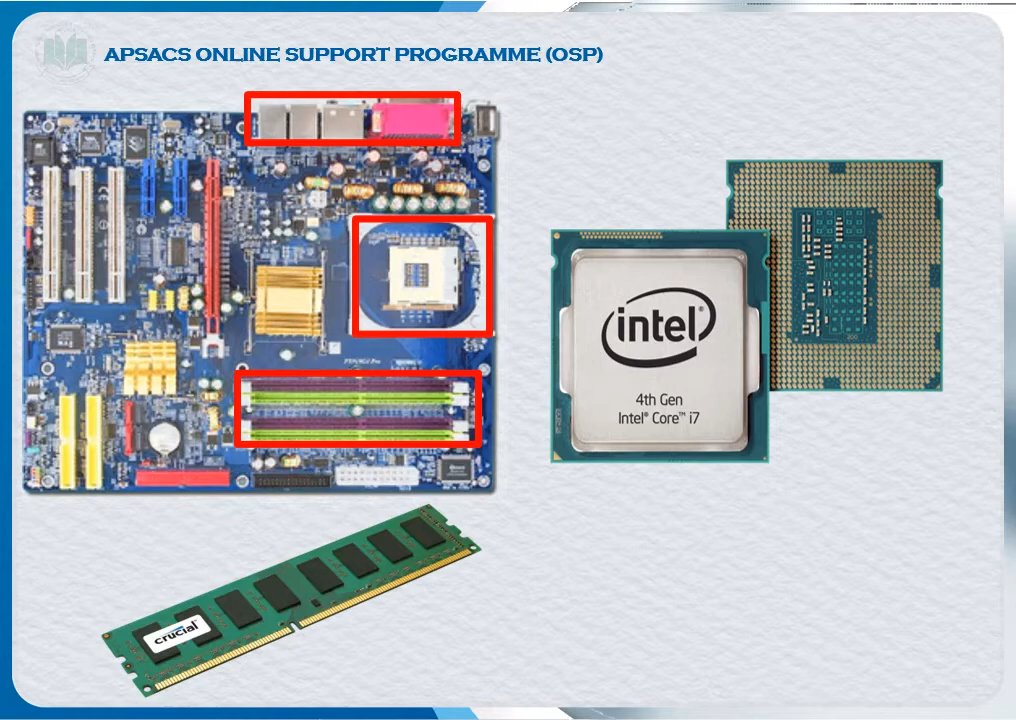 APSACS ONLINE SUPPORT PROGRAMME (OSP)
intel®
4th Gen
Intel® Core™ i7
crucial